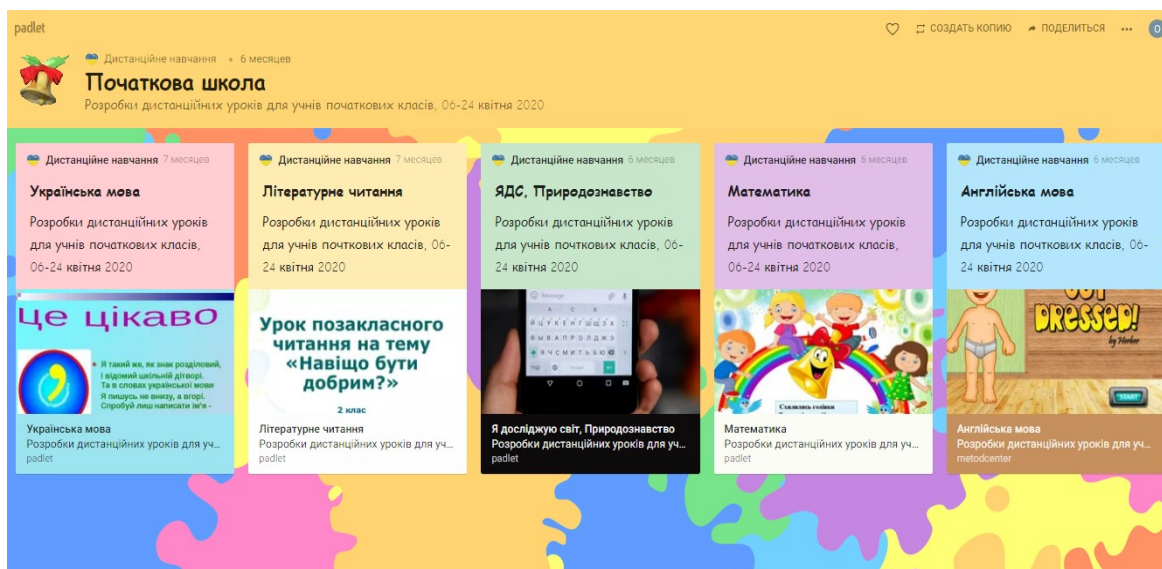 padlet
СОЗДАТЬ КОПИЮ ПОДЕЛИТЬСЯ
Дистанційне навчання • 6 месяцев
Початкова школа
Розробки дистанційних уроків для учнів початкових класів, 06-24 квітня 2020
Дистанційне навчання 7 месяцев
Українська мова
Розробки дистанційних уроків
для учнів початкових класів,
06-24 квітня 2020
це цікаво
Я такий же, як знак розділовий,
І відомий шкільній дітворі.
Та в словах української мови
Я пишусь не внизу, а вгорі.
Спробуй лиш написати ім'я -
Українська мова
Розробки дистанційних уроків для уч...
padlet
Дистанційне навчання 7 месяцев
Літературне читання
Розробки дистанційних уроків
для учнів почткових класів, 06-
24 квітня 2020
Урок позакласного
читання на тему
«Навіщо бути
добрим?»
2 клас
Літературне читання
Розробки дистанційних уроків для уч...
padlet
Дистанційне навчання 6 месяцев
ЯДС, Природознавство
Розробки дистанційних уроків
для учнів почткових класів, 06-
24 квітня 2020
Message
Я досліджую світ, Природознавство
Розробки дистанційних уроків для уч...
padlet
Дистанційне навчання 6 месяцев
Математика
Розробки дистанційних уроків
для учнів початкових класів,
06-24 квітня 2020
Схилились голівки
Математика
Розробки дистанційних уроків для уч...
padlet
Дистанційне навчання 6 месяцев
Англійська мова
Розробки дистанційних уроків
для учнів початкових класів, 06-
24 квітня 2020
DRESSED!
by Herber
START
Англійська мова
Розробки дистанційних уроків для уч...
metodcenter